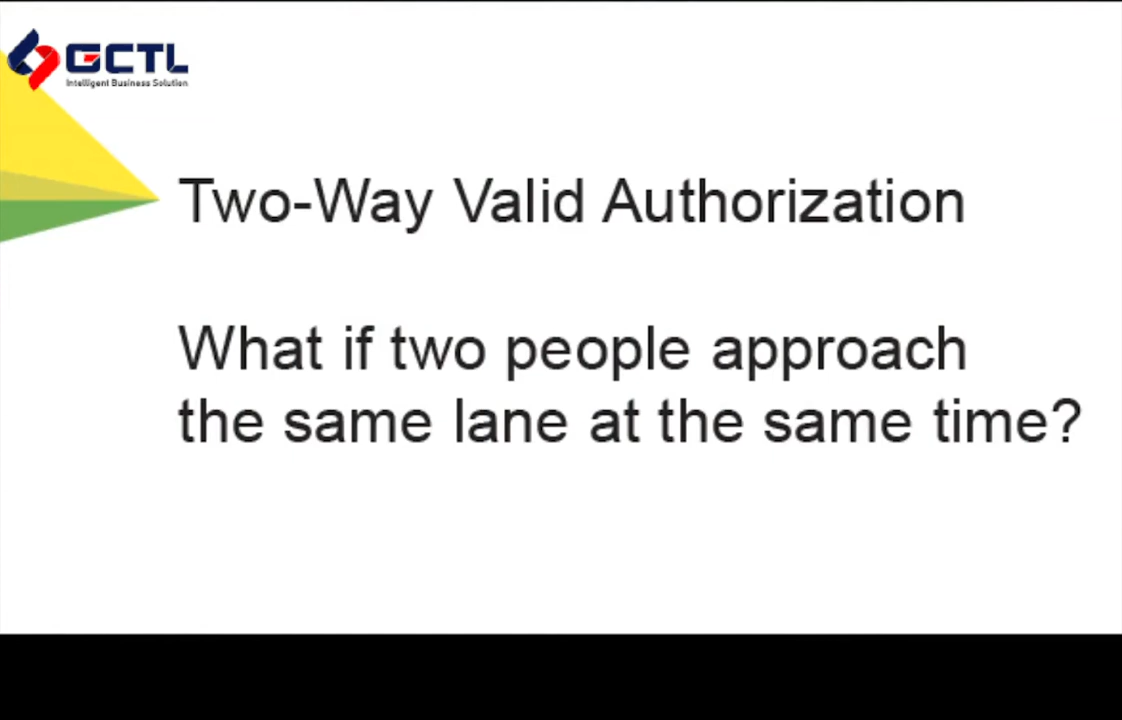 GCTL
Intelligent Business Solution
Two-Way Valid Authorization
What if two people approach
the same lane at the same time?